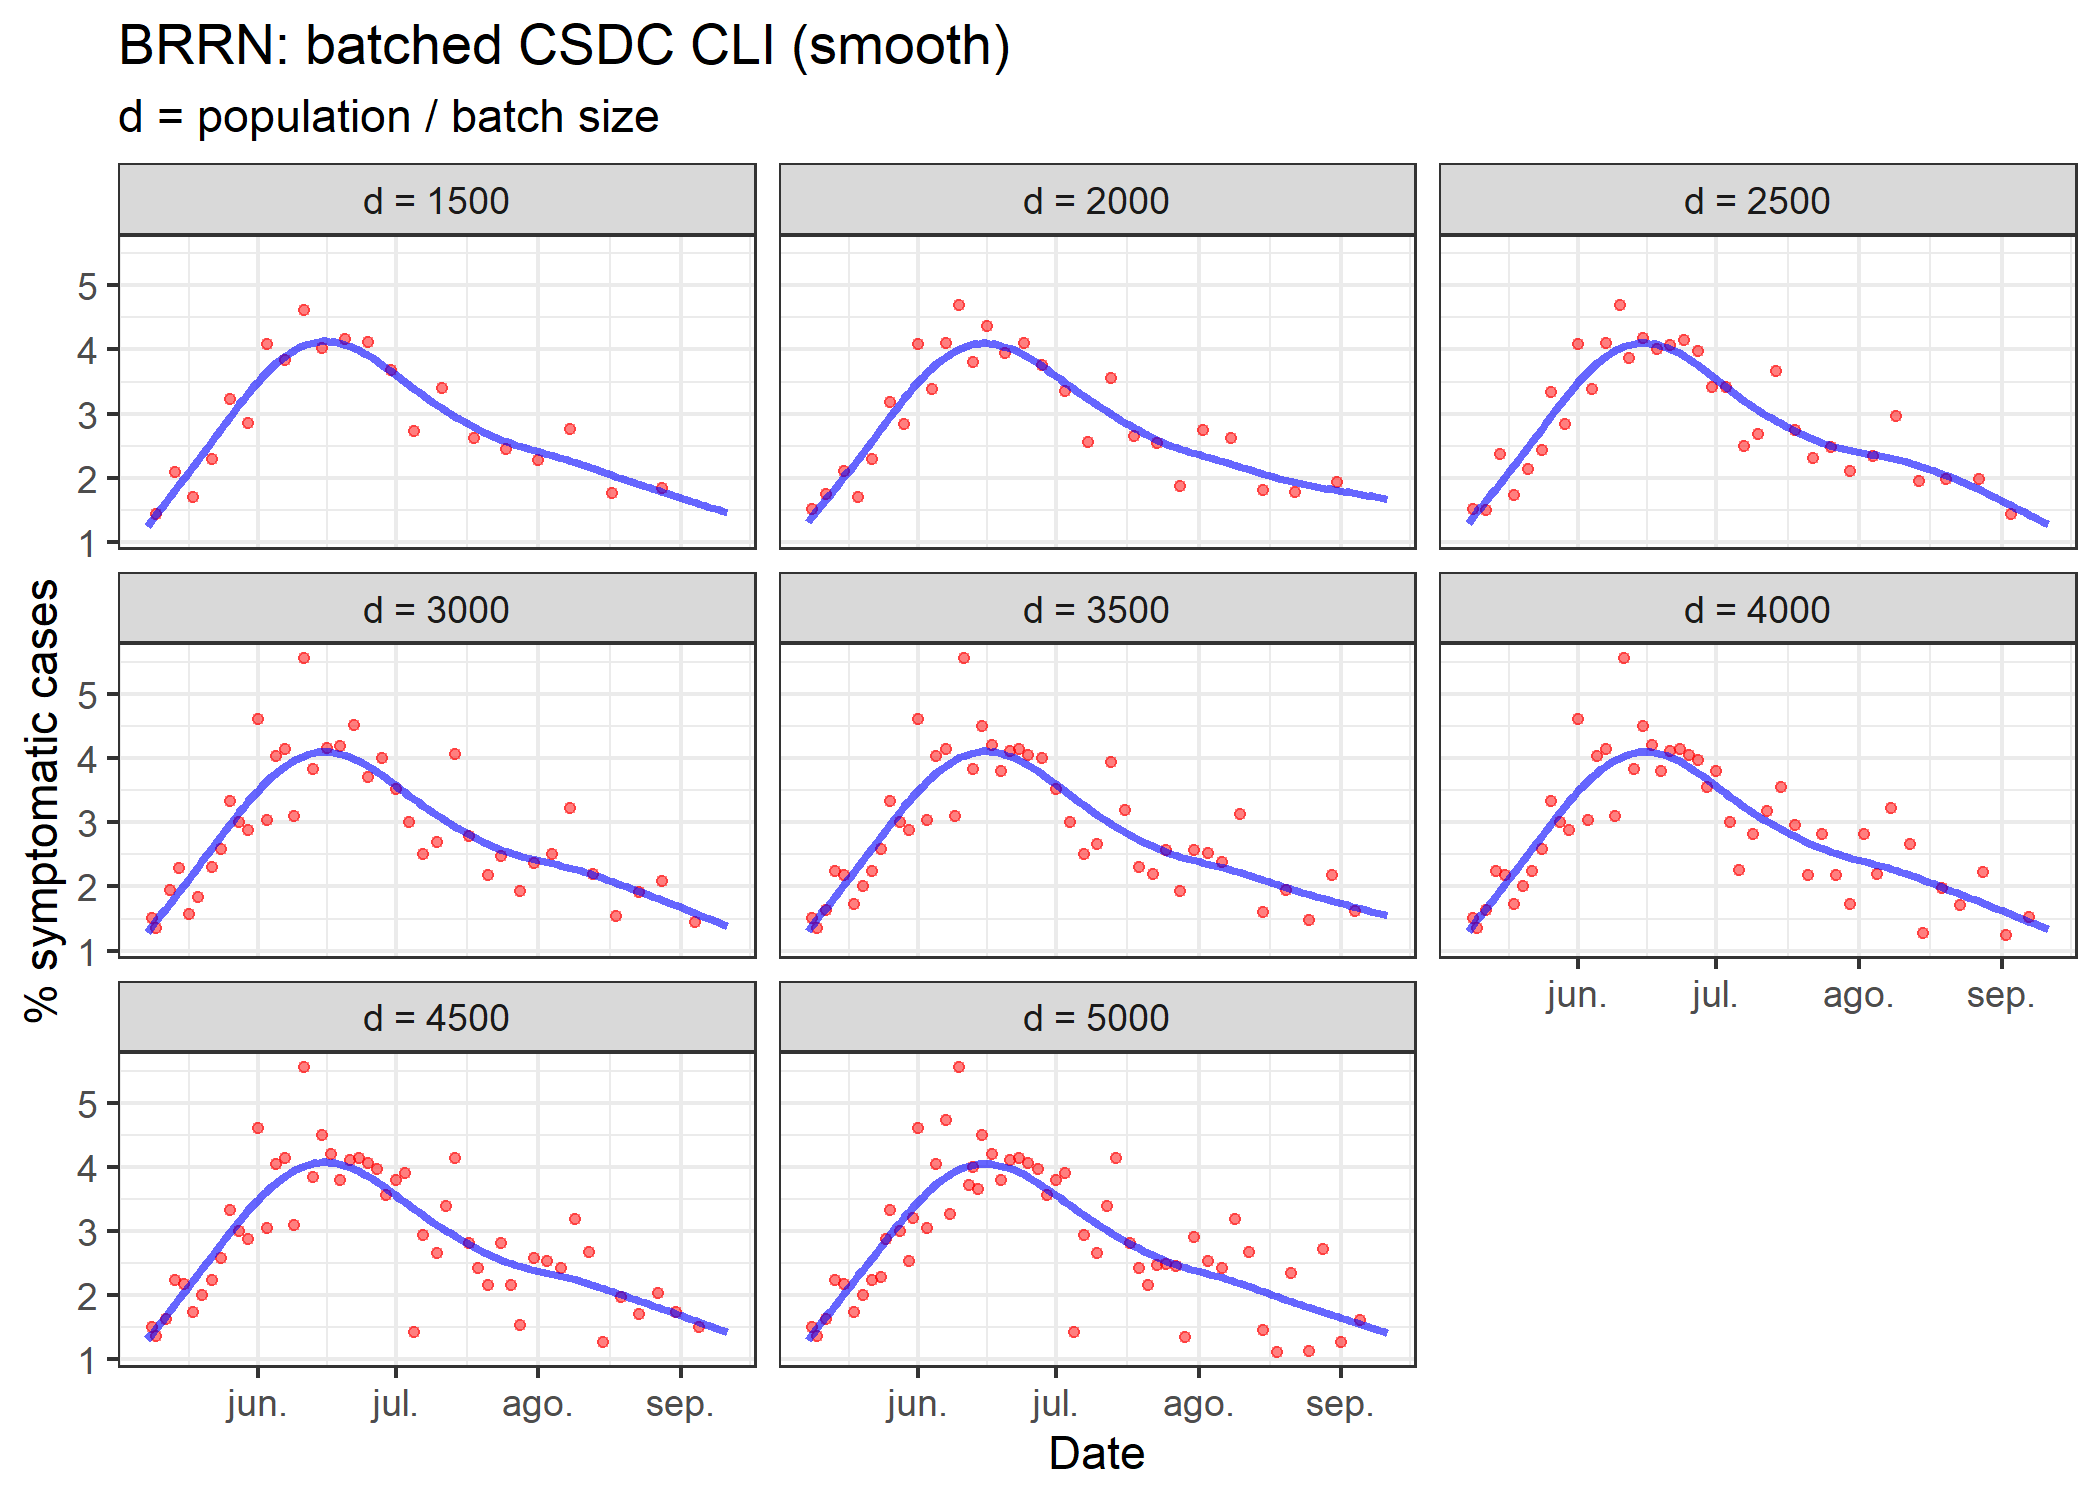 BRRN: batched CSDC CLI (smooth)
d = population / batch size
d = 1500
d = 2000
d = 2500
5
4
3
2
1
d = 3000
d = 3500
d = 4000
5
4
3
2
1
% symptomatic cases
jun. jul. ago. sep.
d = 4500
d = 5000
5
4
3
2
1
jun. jul. ago. sep.
jun. jul. ago. sep.
Date